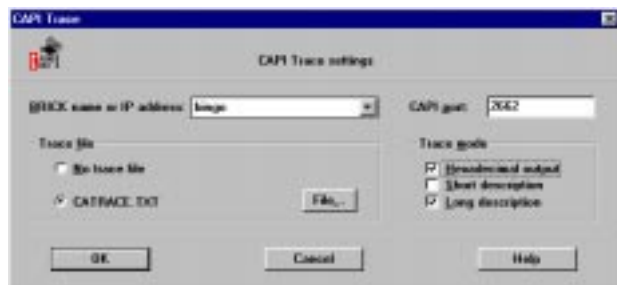 CAPI Trace
CAPI Trace settings
BRICK name or IP address: bingo
CAPI port: 2662
Trace file
No trace file
CATRACE.TXT
File...
Trace mode
Hexadecimal output
Short description
Long description
OK
Cancel
Help